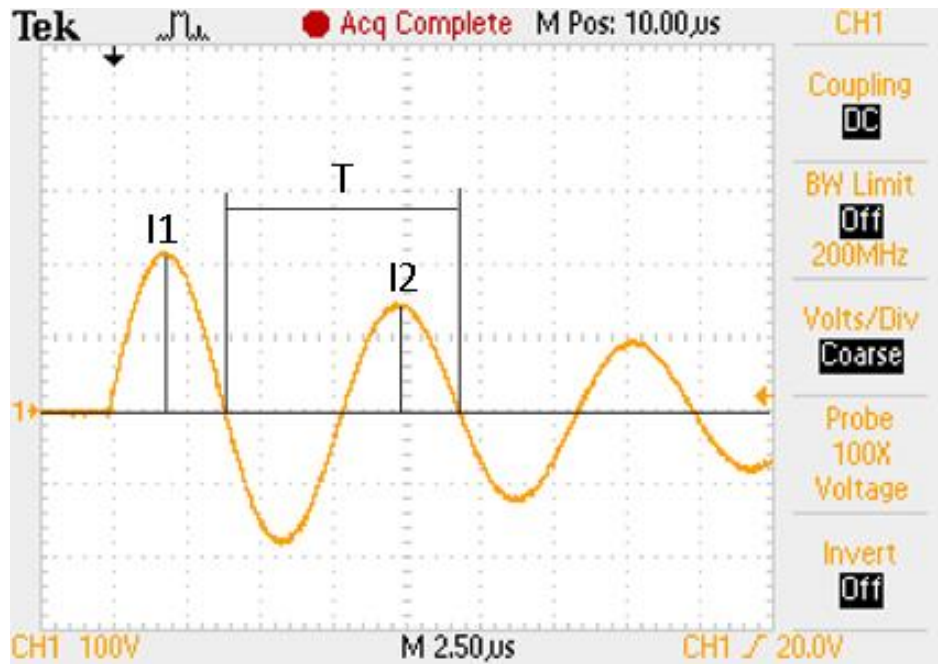 Tek
Acq Complete
M Pos: 10.00µs
CH1
Coupling
DC
BW Limit
Off
200MHz
Volts/Div
Coarse
Probe
100X
Voltage
Invert
Off
T
I1
I2
1
CH1 100V
M 2.50µs
CH1
20.0V